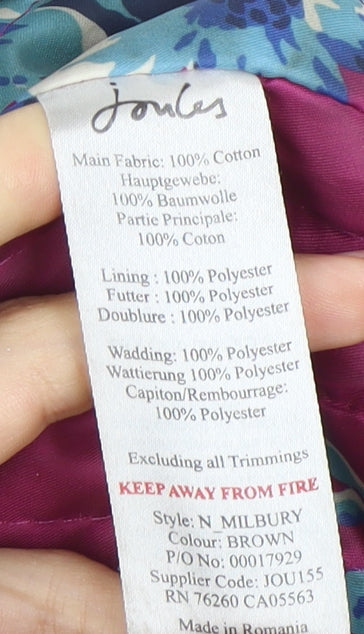 Joules
Main Fabric: 100% Cotton
Hauptgewebe:
100% Baumwolle
Partie Principale:
100% Coton
Lining : 100% Polyester
Futter : 100% Polyester
Doublure : 100% Polyester
Wadding: 100% Polyester
Wattierung 100% Polyester
Capiton/Rembourrage:
100% Polyester
Excluding all Trimmings
KEEP AWAY FROM FIRE
Style: N_MILBURY
Colour: BROWN
P/O No: 00017929
Supplier Code: JOU155
RN 76260 CA05563
Made in Romania